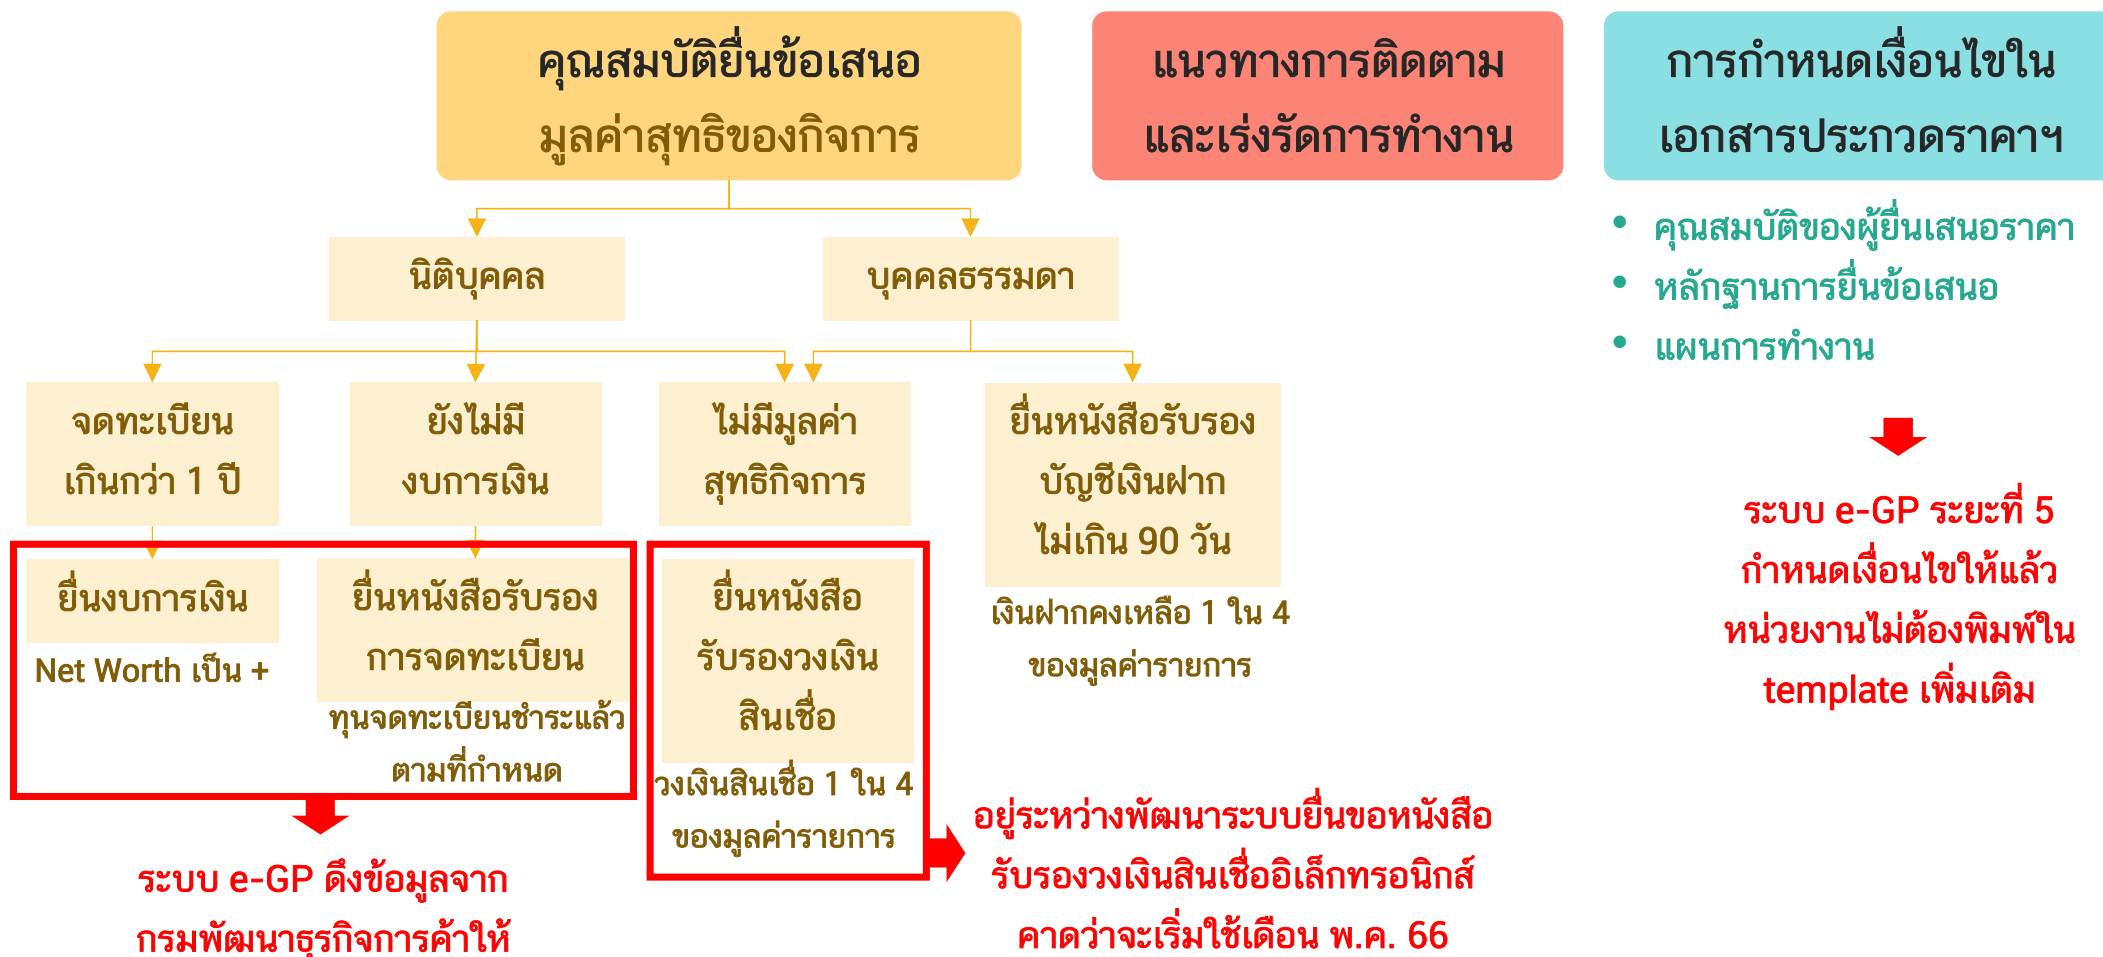 คุณสมบัติยื่นข้อเสนอ
มูลค่าสุทธิของกิจการ
แนวทางการติดตาม
และเร่งรัดการทำงาน
การกำหนดเงื่อนไขใน
เอกสารประกวดราคาฯ
• คุณสมบัติของผู้ยื่นเสนอราคา
• หลักฐานการยื่นข้อเสนอ
• แผนการทำงาน
นิติบุคคล
บุคคลธรรมดา
จดทะเบียน
เกินกว่า 1 ปี
ยังไม่มี
งบการเงิน
ไม่มีมูลค่า
สุทธิกิจการ
ยื่นหนังสือรับรอง
บัญชีเงินฝาก
ไม่เกิน 90 วัน
เงินฝากคงเหลือ 1 ใน 4
ของมูลค่ารายการ
ยื่นงบการเงิน
Net Worth เป็น +
ยื่นหนังสือรับรอง
การจดทะเบียน
ทุนจดทะเบียนชำระแล้ว
ตามที่กำหนด
ยื่นหนังสือ
รับรองวงเงิน
สินเชื่อ
วงเงินสินเชื่อ 1 ใน 4
ของมูลค่ารายการ
ระบบ e-GP ระยะที่ 5
กำหนดเงื่อนไขให้แล้ว
หน่วยงานไม่ต้องพิมพ์ใน
template เพิ่มเติม
ระบบ e-GP ดึงข้อมูลจาก
กรมพัฒนาธุรกิจการค้าให้
อยู่ระหว่างพัฒนาระบบยื่นขอหนังสือ
รับรองวงเงินสินเชื่ออิเล็กทรอนิกส์
คาดว่าจะเริ่มใช้เดือน พ.ค. 66